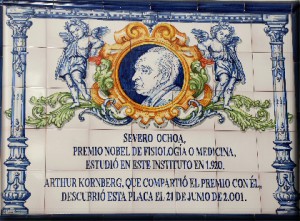 SEVERO OCHOA,
PREMIO NOBEL DE FISIOLOGÍA O MEDICINA,
ESTUDIÓ EN ESTE INSTITUTO EN 1.920.
ARTHUR KORNBERG, QUE COMPARTIÓ EL PREMIO CON ÉL,
DESCUBRIÓ ESTA PLACA EL 21 DE JUNIO DE 2.001.